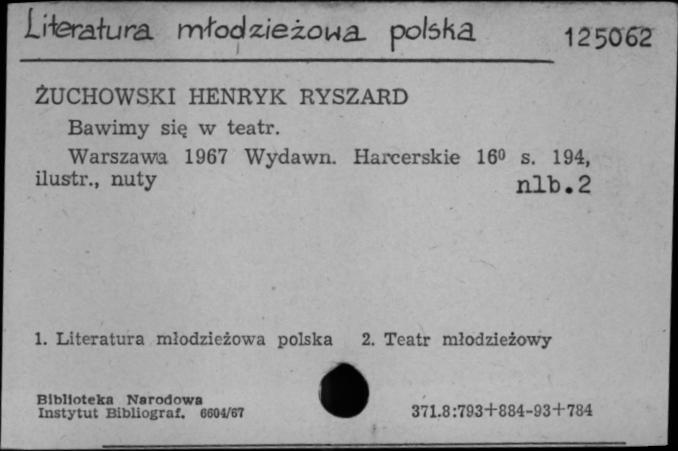 Literatura młodzieżowa polska 125062
ŻUCHOWSKI HENRYK RYSZARD
Bawimy się w teatr.
Warszawa 1967 Wydawn. Harcerskie 16⁰ s. 194,
ilustr., nuty nlb.2
1. Literatura młodzieżowa polska 2. Teatr młodzieżowy
Biblioteka Narodowa
Instytut Bibliograf. 6604/67 371.8:793+884-93+784